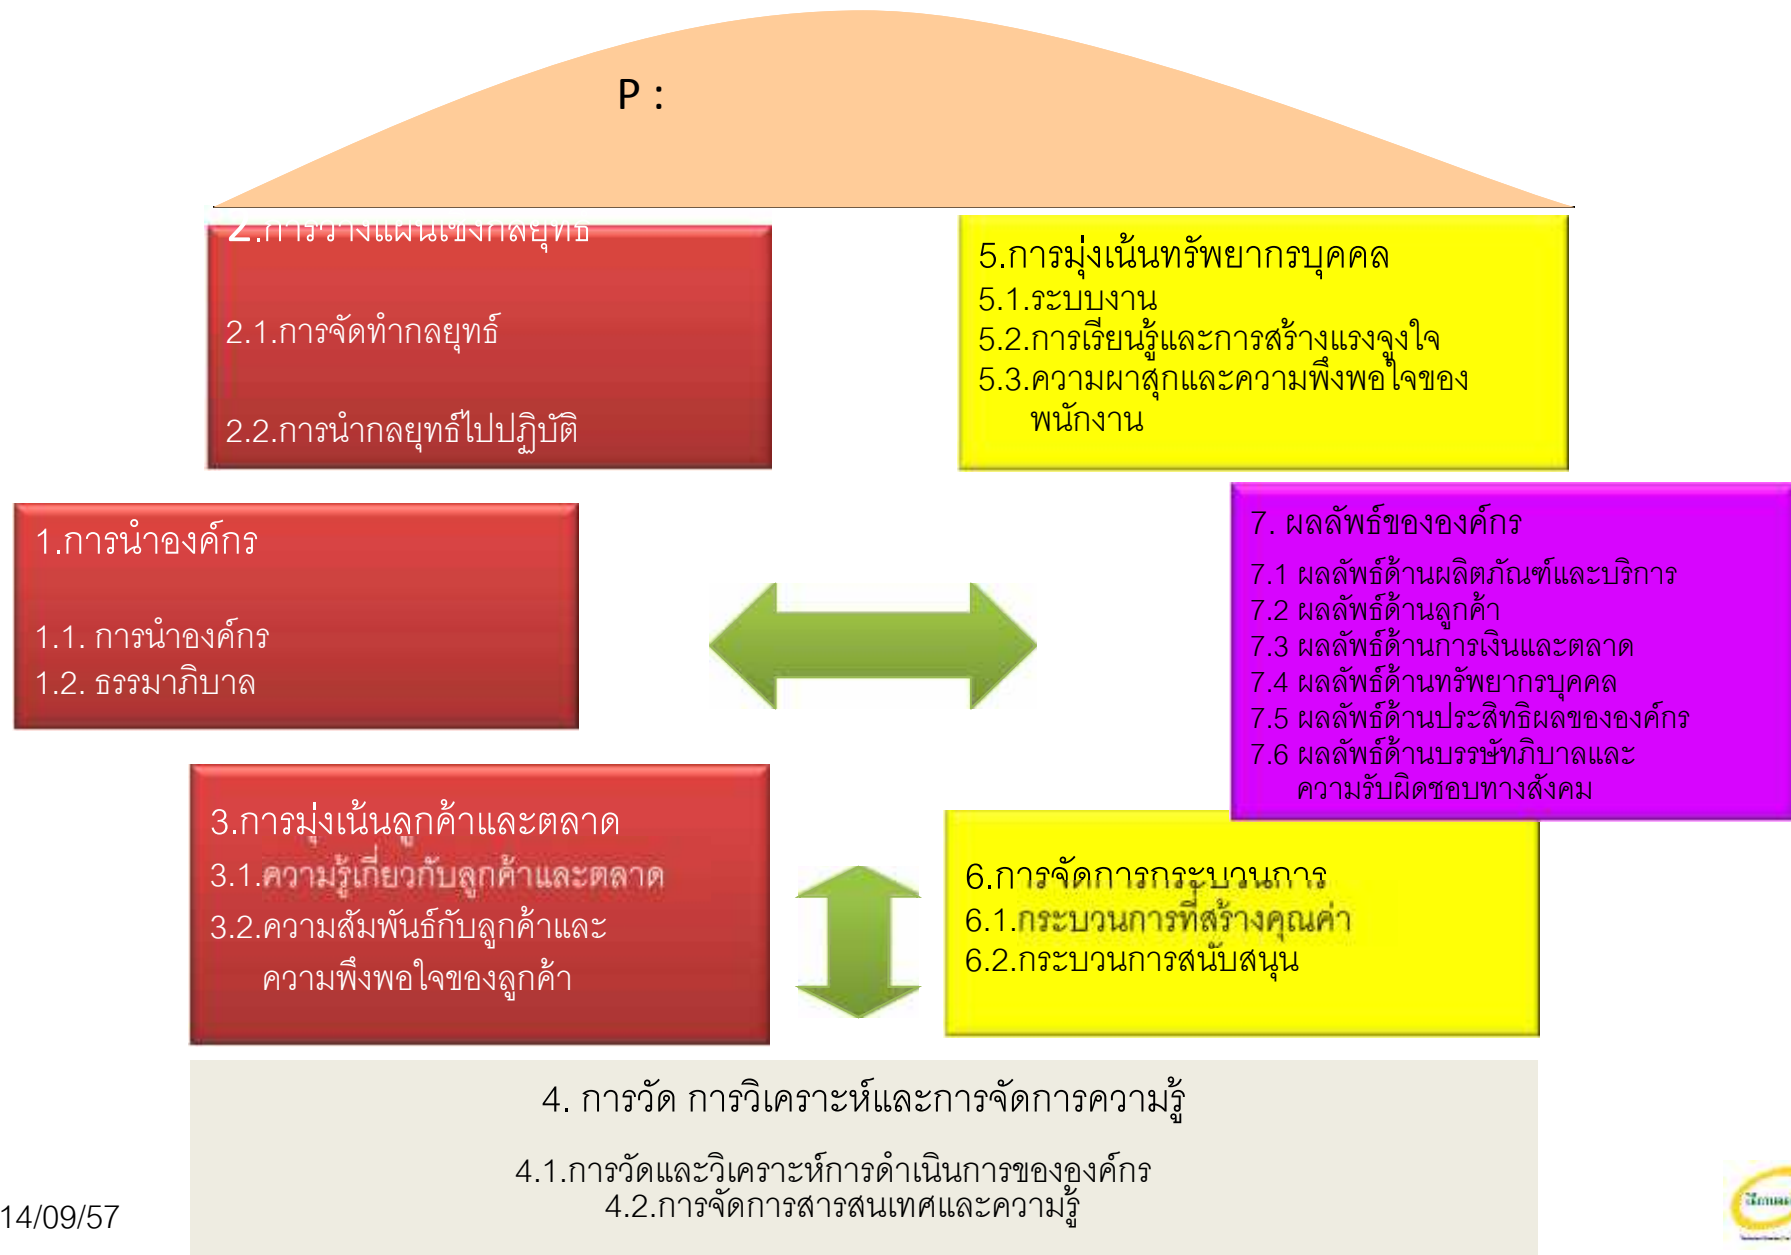 P :
2.การวางแผนเชิงกลยุทธ์
2.1.การจัดทำกลยุทธ์
2.2.การนำกลยุทธ์ไปปฏิบัติ
5.การมุ่งเน้นทรัพยากรบุคคล
5.1.ระบบงาน
5.2.การเรียนรู้และการสร้างแรงจูงใจ
5.3.ความผาสุกและความพึงพอใจของ
พนักงาน
1.การนำองค์กร
1.1. การนำองค์กร
1.2. ธรรมาภิบาล
7. ผลลัพธ์ขององค์กร
7.1 ผลลัพธ์ด้านผลิตภัณฑ์และบริการ
7.2 ผลลัพธ์ด้านลูกค้า
7.3 ผลลัพธ์ด้านการเงินและตลาด
7.4 ผลลัพธ์ด้านทรัพยากรบุคคล
7.5 ผลลัพธ์ด้านประสิทธิผลขององค์กร
7.6 ผลลัพธ์ด้านบรรษัทภิบาลและ
ความรับผิดชอบทางสังคม
3.การมุ่งเน้นลูกค้าและตลาด
3.1.ความรู้เกี่ยวกับลูกค้าและตลาด
3.2.ความสัมพันธ์กับลูกค้าและ
ความพึงพอใจของลูกค้า
6.การจัดการกระบวนการ
6.1.กระบวนการที่สร้างคุณค่า
6.2.กระบวนการสนับสนุน
4. การวัด การวิเคราะห์และการจัดการความรู้
4.1.การวัดและวิเคราะห์การดำเนินการขององค์กร
4.2.การจัดการสารสนเทศและความรู้
14/09/57